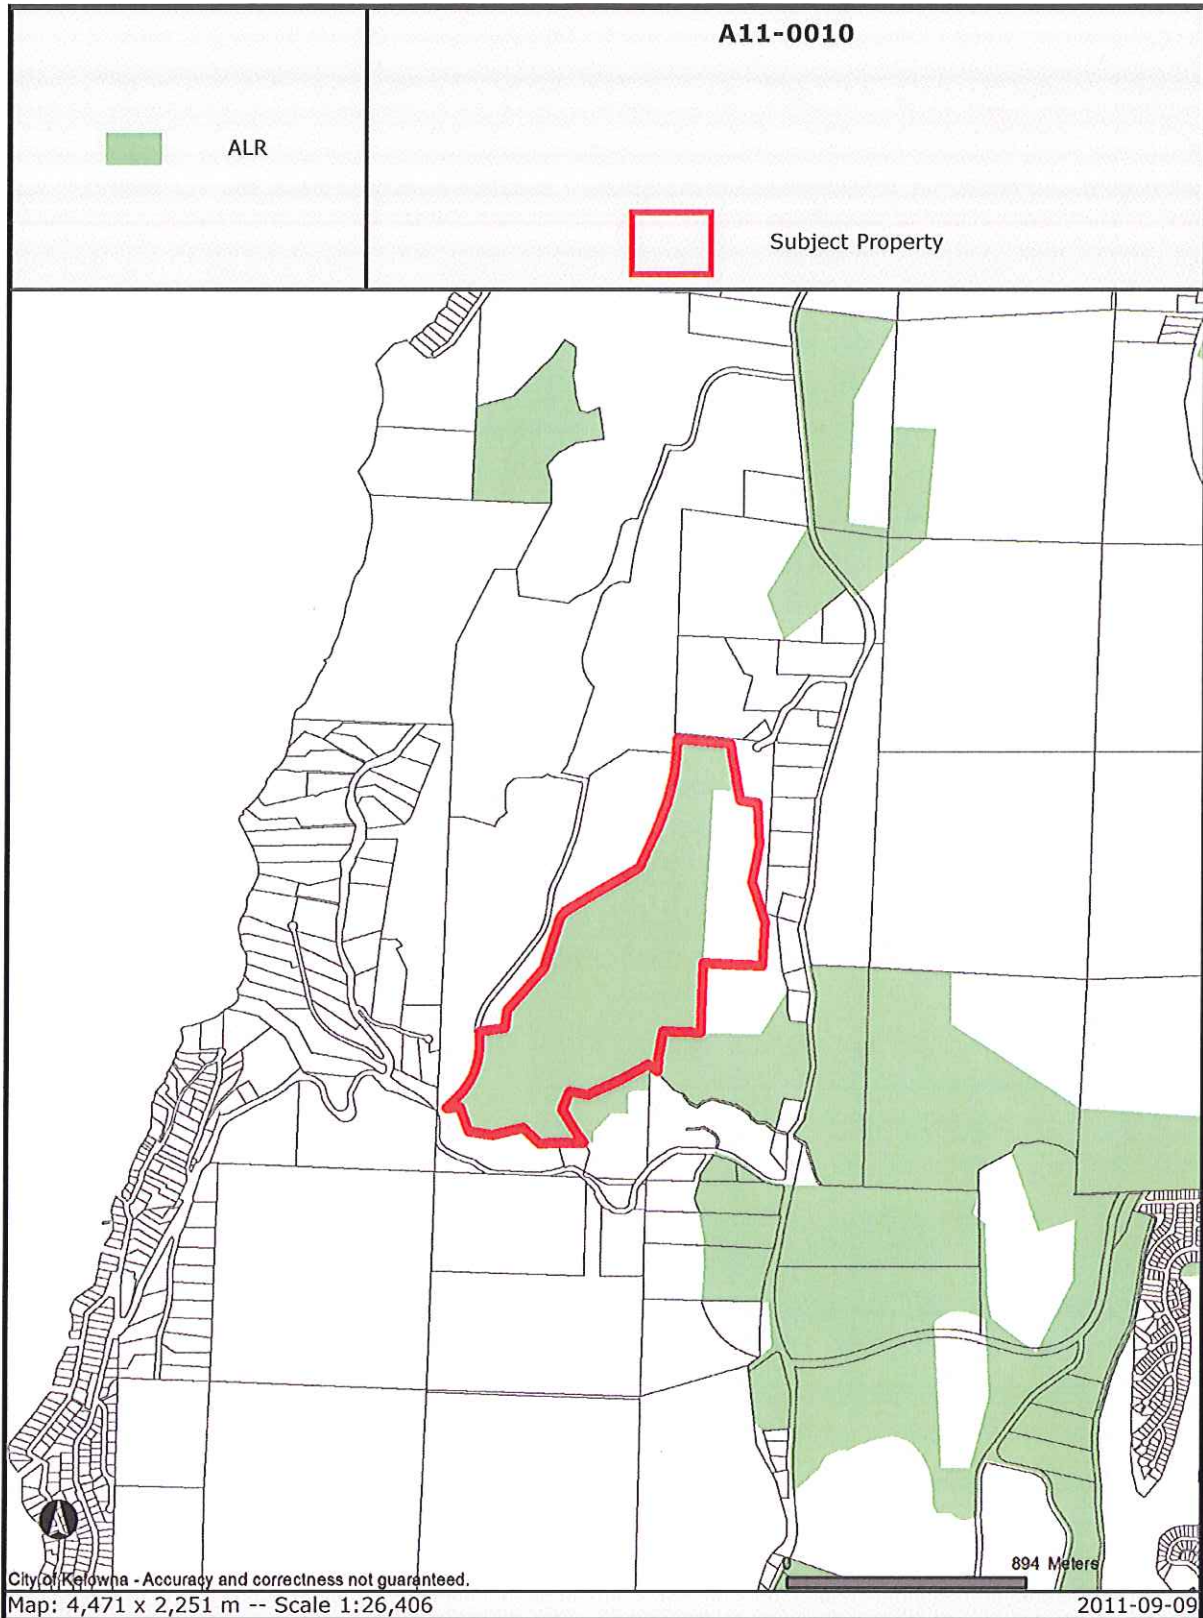 A11-0010
ALR
Subject Property
0
894 Meters
City of Kelowna - Accuracy and correctness not guaranteed.
Map: 4,471 x 2,251 m -- Scale 1:26,406
2011-09-09